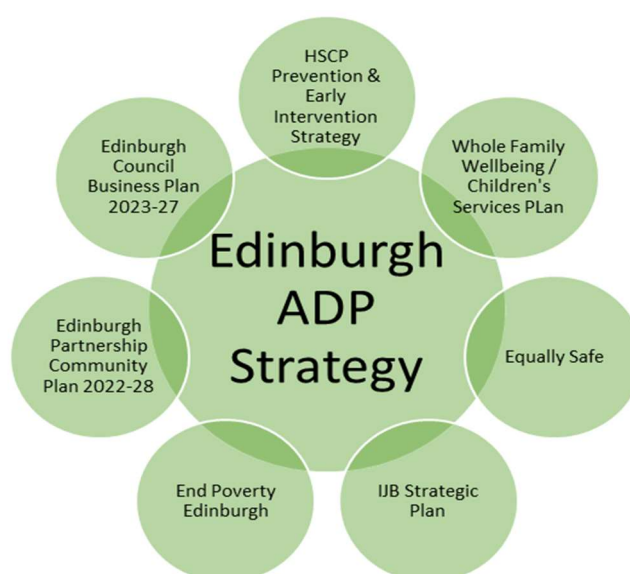 HSCP
Prevention &
Early
Intervention
Strategy
Whole Family
Wellbeing /
Children's
Services PLan
Equally Safe
IJB Strategic
Plan
End Poverty
Edinburgh
Edinburgh
Partnership
Community
Plan 2022-28
Edinburgh
Council
Business Plan
2023-27
Edinburgh
ADP
Strategy